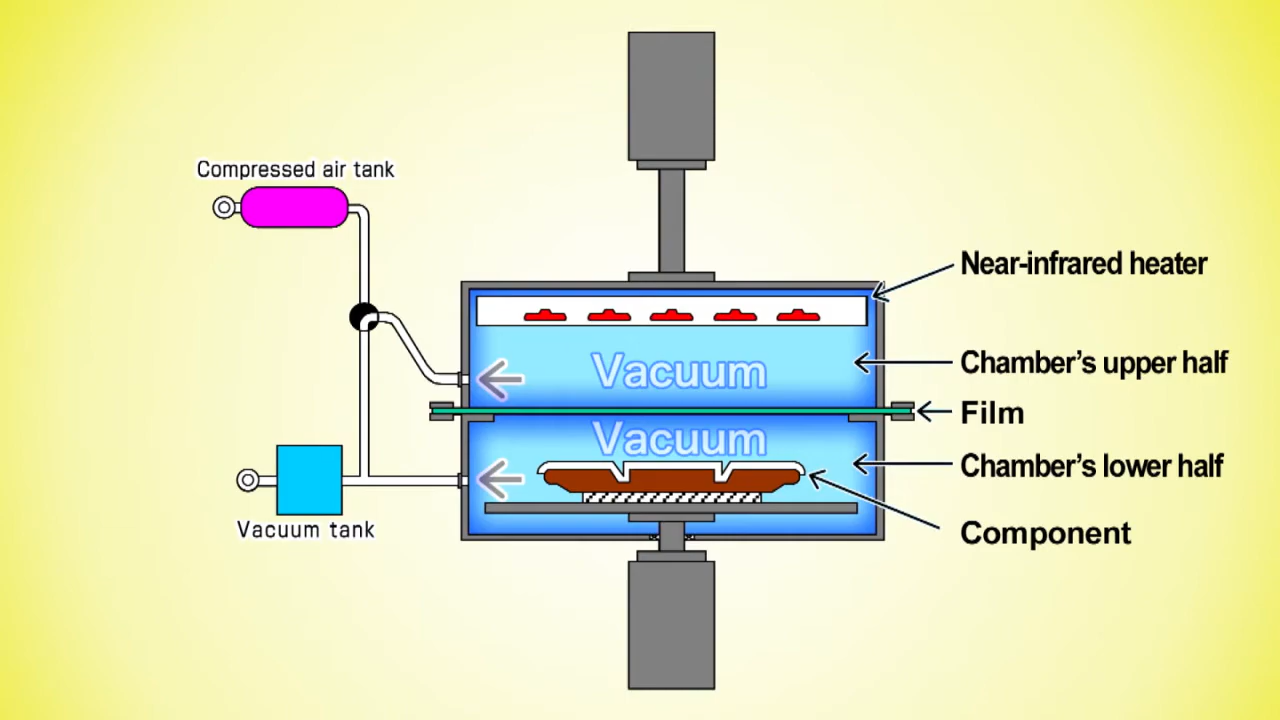 Compressed air tank
Near-infrared heater
Vacuum
Chamber’s upper half
Film
Vacuum
Chamber’s lower half
Vacuum tank
Component